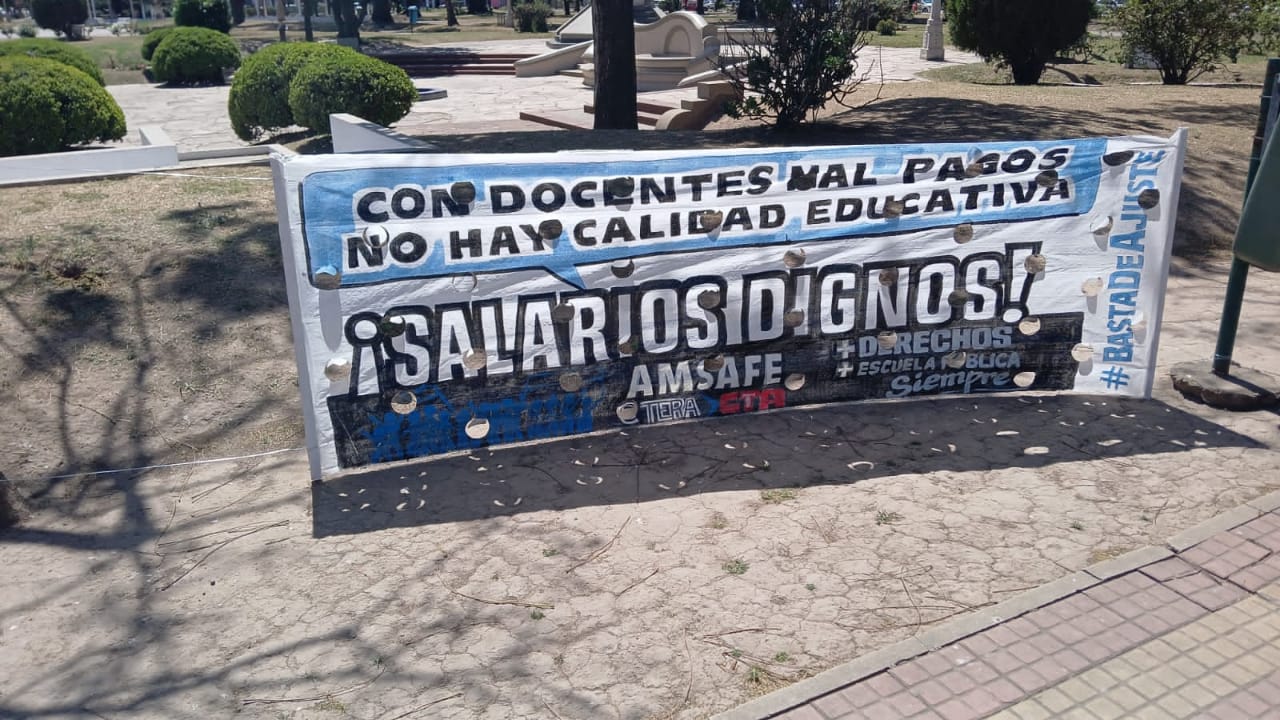 CON DOCENTES MAL PAGOS
NO HAY CALIDAD EDUCATIVA
¡SALARIOS DIGNOS!
AMSAFE
CTERA CTA
+ DERECHOS
+ ESCUELA PÚBLICA
Siempre
#BASTADEAJUSTE